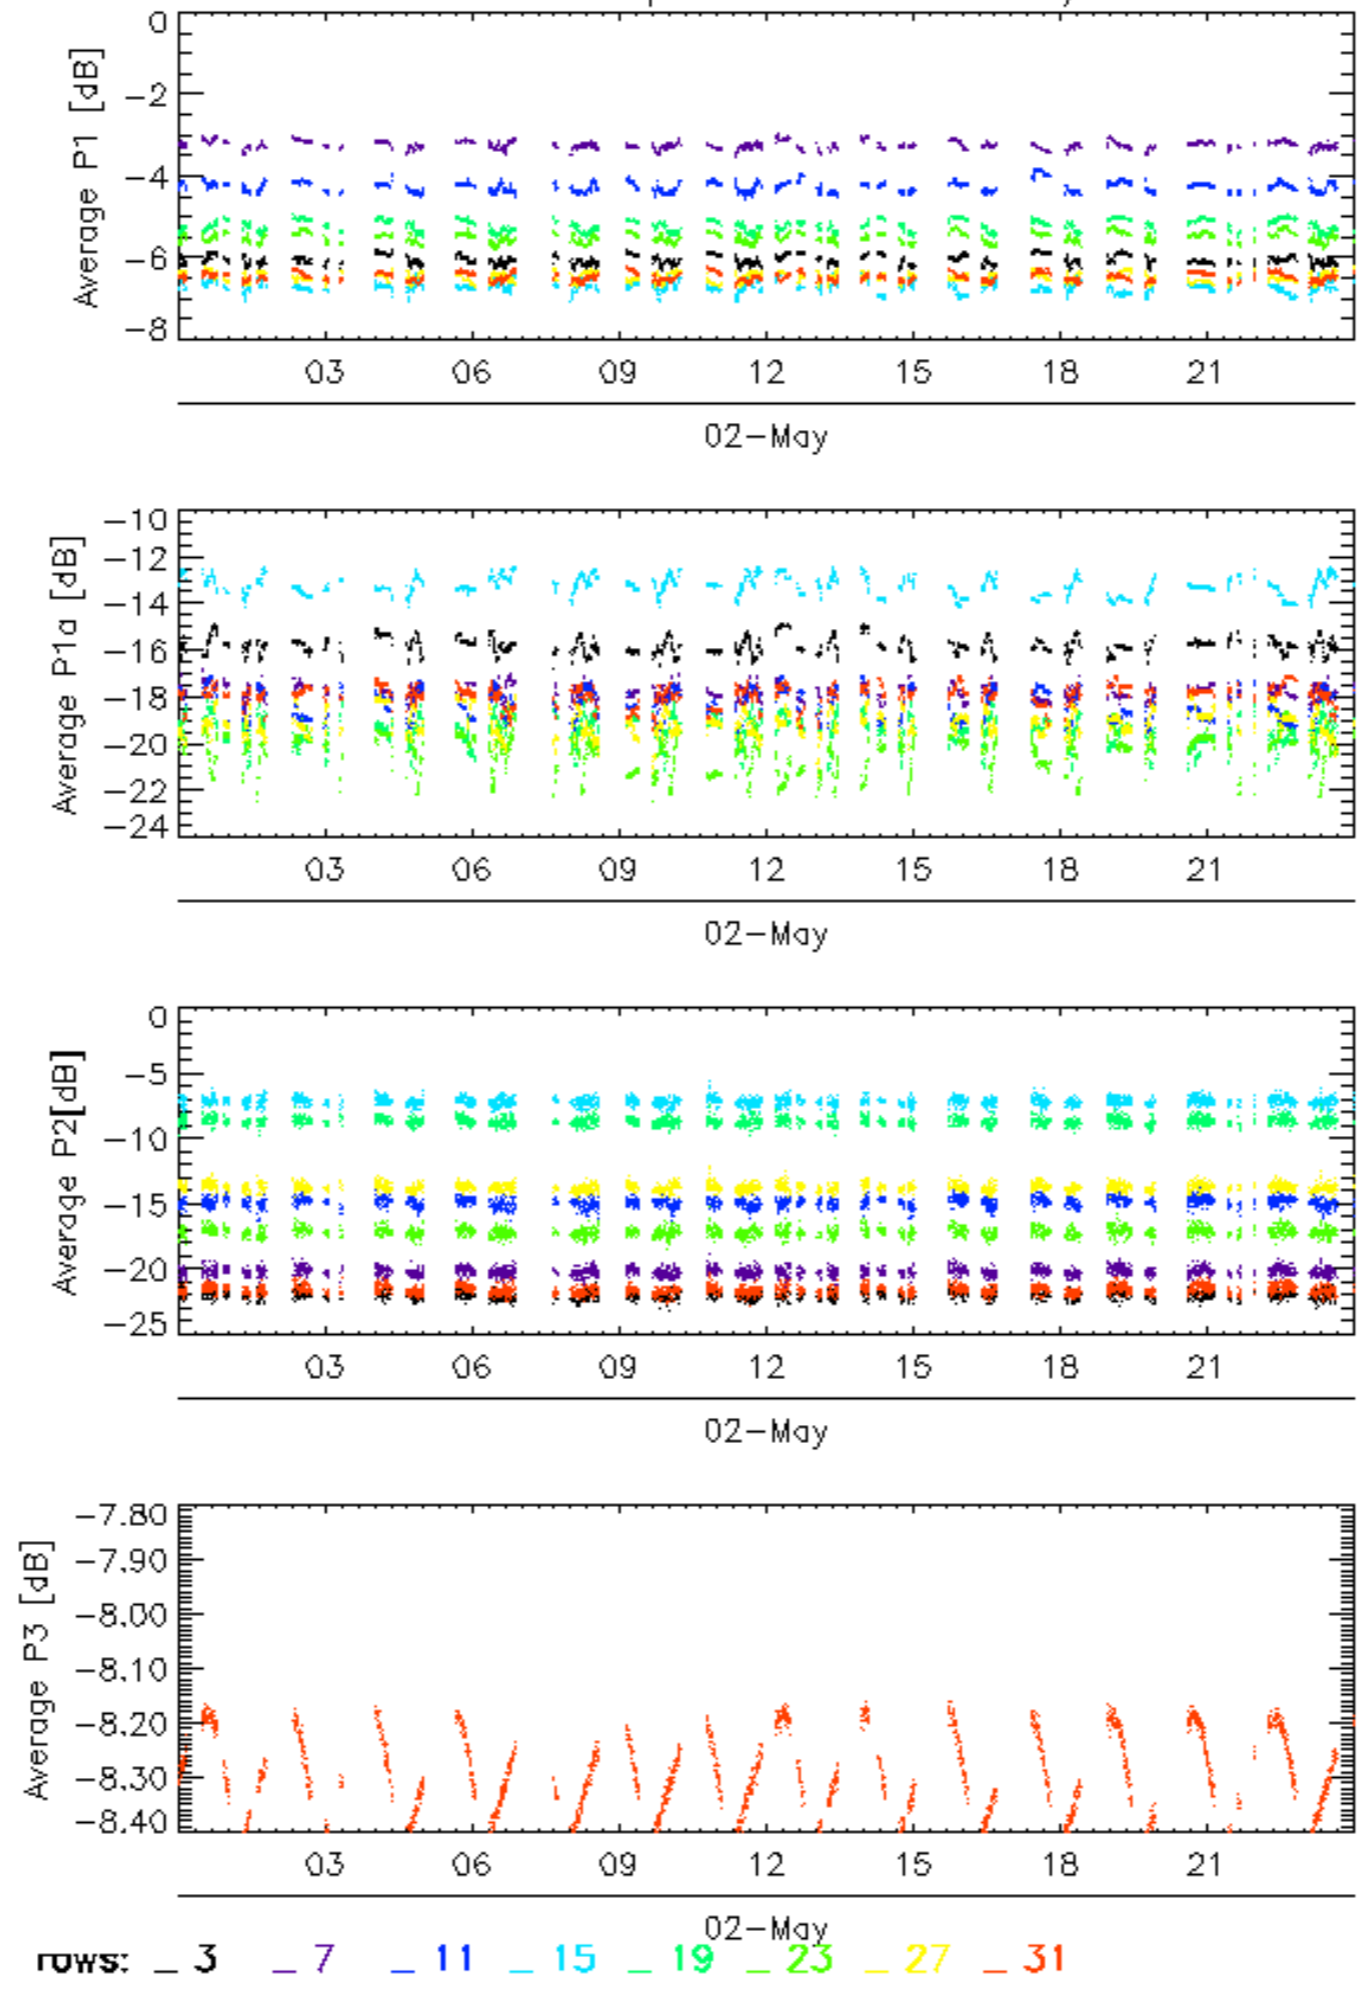 0
-2
-4
-6
-8
Average P1 [dB]
03 06 09 12 15 18 21
02-May
-10
-12
-14
-16
-18
-20
-22
-24
Average P1a [dB]
03 06 09 12 15 18 21
02-May
0
-5
-10
-15
-20
-25
Average P2[dB]
03 06 09 12 15 18 21
02-May
-7.80
-7.90
-8.00
-8.10
-8.20
-8.30
-8.40
Average P3 [dB]
03 06 09 12 15 18 21
02-May
rows: _ 3 _ 7 _ 11 _ 15 _ 19 _ 23 _ 27 _ 31